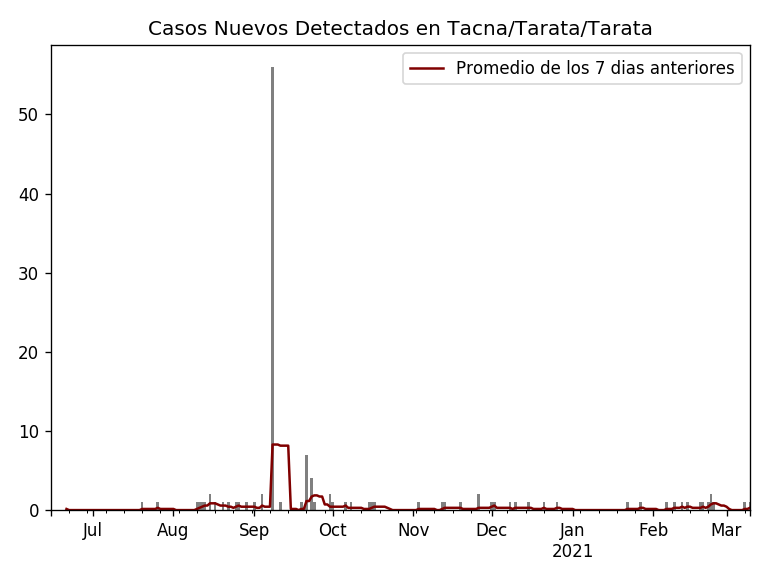 Casos Nuevos Detectados en Tacna/Tarata/Tarata
Promedio de los 7 dias anteriores
50
40
30
20
10
0
Jul Aug Sep Oct Nov Dec Jan Feb Mar
2021